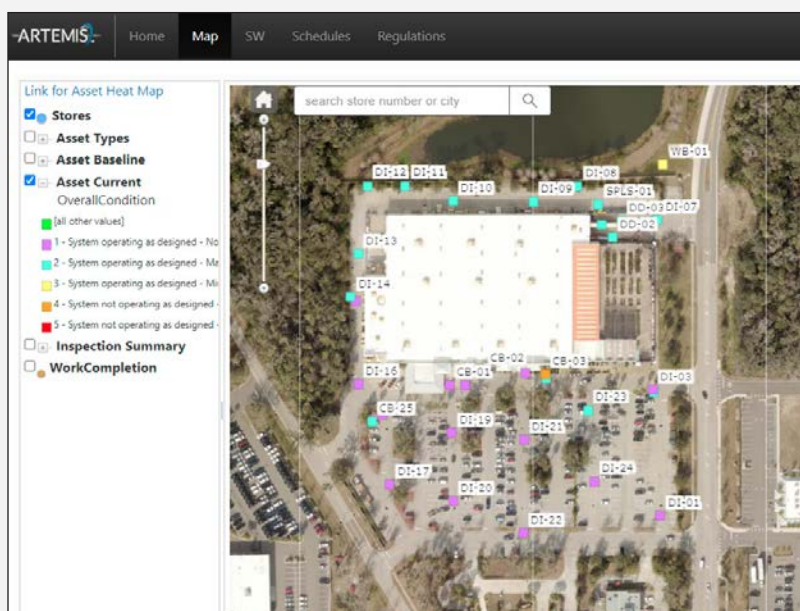 ARTEMIS
Home
Map
SW
Schedules
Regulations
Link for Asset Heat Map
Stores
Asset Types
Asset Baseline
Asset Current
OverallCondition
[all other values]
1 - System operating as designed - No
2 - System operating as designed - Ma
3 - System operating as designed - Mi
4 - System not operating as designed -
5 - System not operating as designed -
Inspection Summary
WorkCompletion
search store number or city
WB-01
DI-12
DI-11
DI-08
DI-10
DI-09
SPLS-01
DD-03
DI-07
DD-02
DI-13
DI-14
CB-02
CB-03
DI-16
CB-01
DI-03
CB-25
DI-23
DI-19
DI-21
DI-17
DI-24
DI-20
DI-01
DI-22